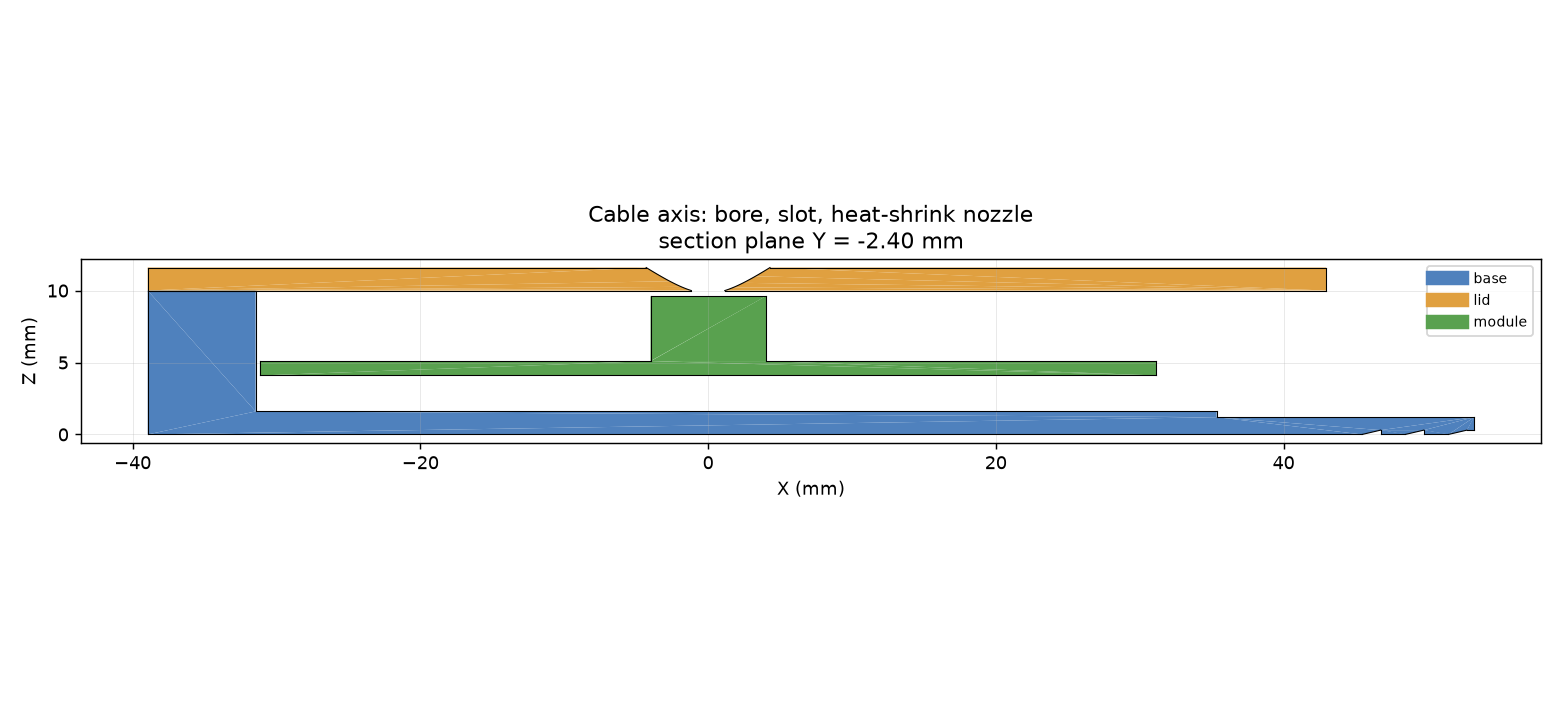 Cable axis: bore, slot, heat-shrink nozzle
section plane Y = -2.40 mm
base
lid
module
10
5
0
Z (mm)
−40
−20
0
20
40
X (mm)